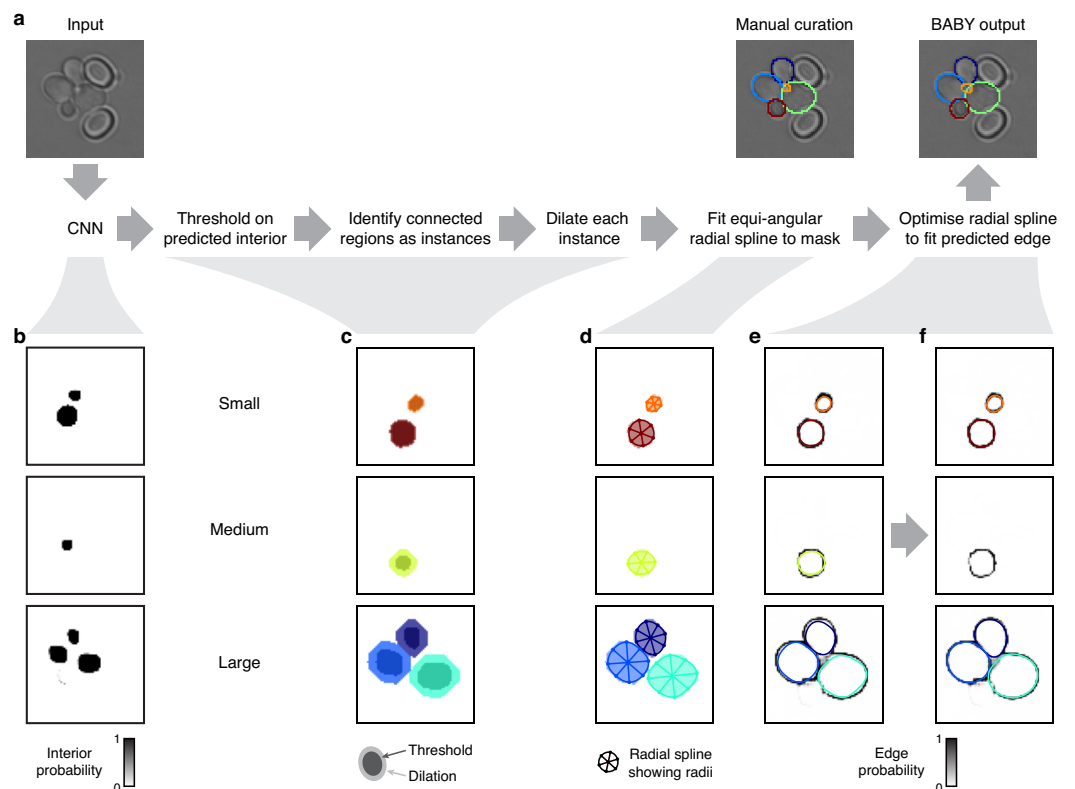 a
Input
Manual curation
BABY output
CNN
Threshold on
predicted interior
Identify connected
regions as instances
Dilate each
instance
Fit equi-angular
radial spline to mask
Optimise radial spline
to fit predicted edge
b
c
d
e
f
Small
Medium
Large
Interior
probability
1
0
Threshold
Dilation
Radial spline
showing radii
Edge
probability
1
0